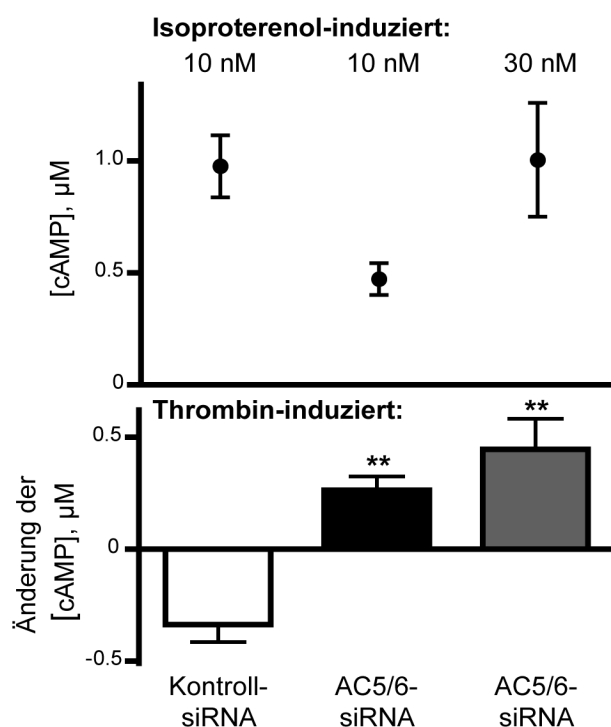 Isoproterenol-induziert:
10 nM 10 nM 30 nM
[cAMP], µM
1.0
0.5
0
Thrombin-induziert:
Änderung der
[cAMP], µM
0.5
0
-0.5
** **
Kontroll- AC5/6- AC5/6-
siRNA siRNA siRNA